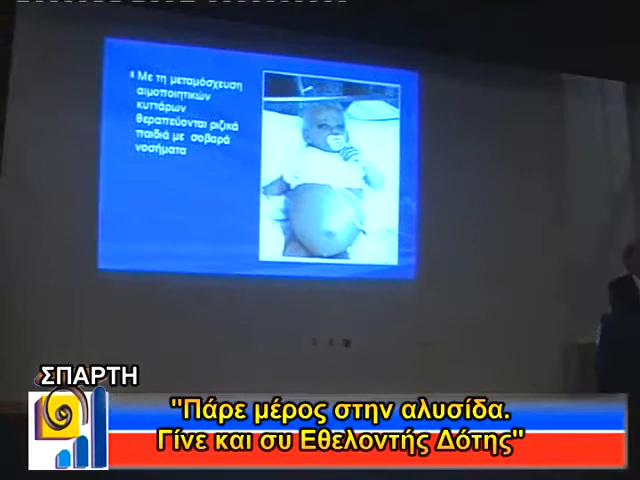 Με τη μεταμόσχευση
αιμοποιητικών
κυττάρων
θεραπεύονται ριζικά
παιδιά με σοβαρά
νοσήματα
ΣΠΑΡΤΗ
"Πάρε μέρος στην αλυσίδα.
Γίνε και συ Εθελοντής Δότης"